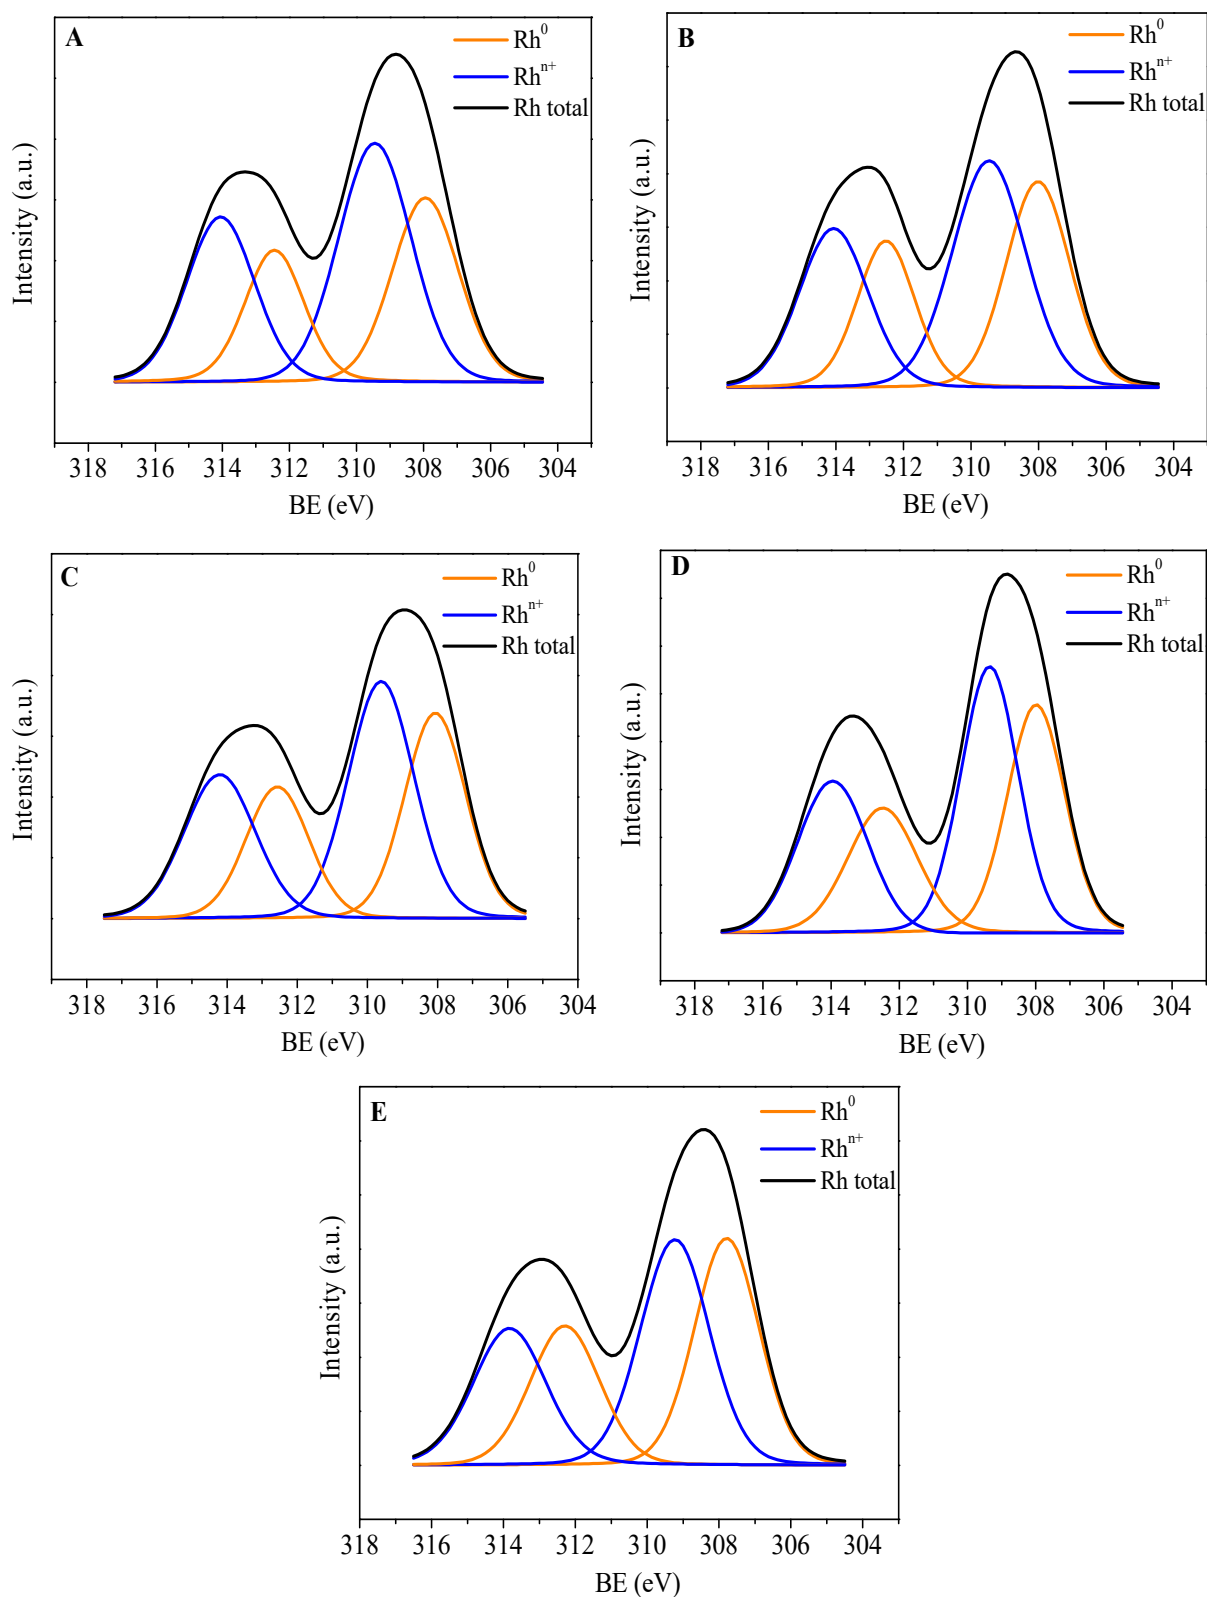 A
Rh⁰
Rhⁿ⁺
Rh total
Intensity (a.u.)
318 316 314 312 310 308 306 304
BE (eV)
B
Rh⁰
Rhⁿ⁺
Rh total
Intensity (a.u.)
318 316 314 312 310 308 306 304
BE (eV)
C
Rh⁰
Rhⁿ⁺
Rh total
Intensity (a.u.)
318 316 314 312 310 308 306 304
BE (eV)
D
Rh⁰
Rhⁿ⁺
Rh total
Intensity (a.u.)
318 316 314 312 310 308 306 304
BE (eV)
E
Rh⁰
Rhⁿ⁺
Rh total
Intensity (a.u.)
318 316 314 312 310 308 306 304
BE (eV)